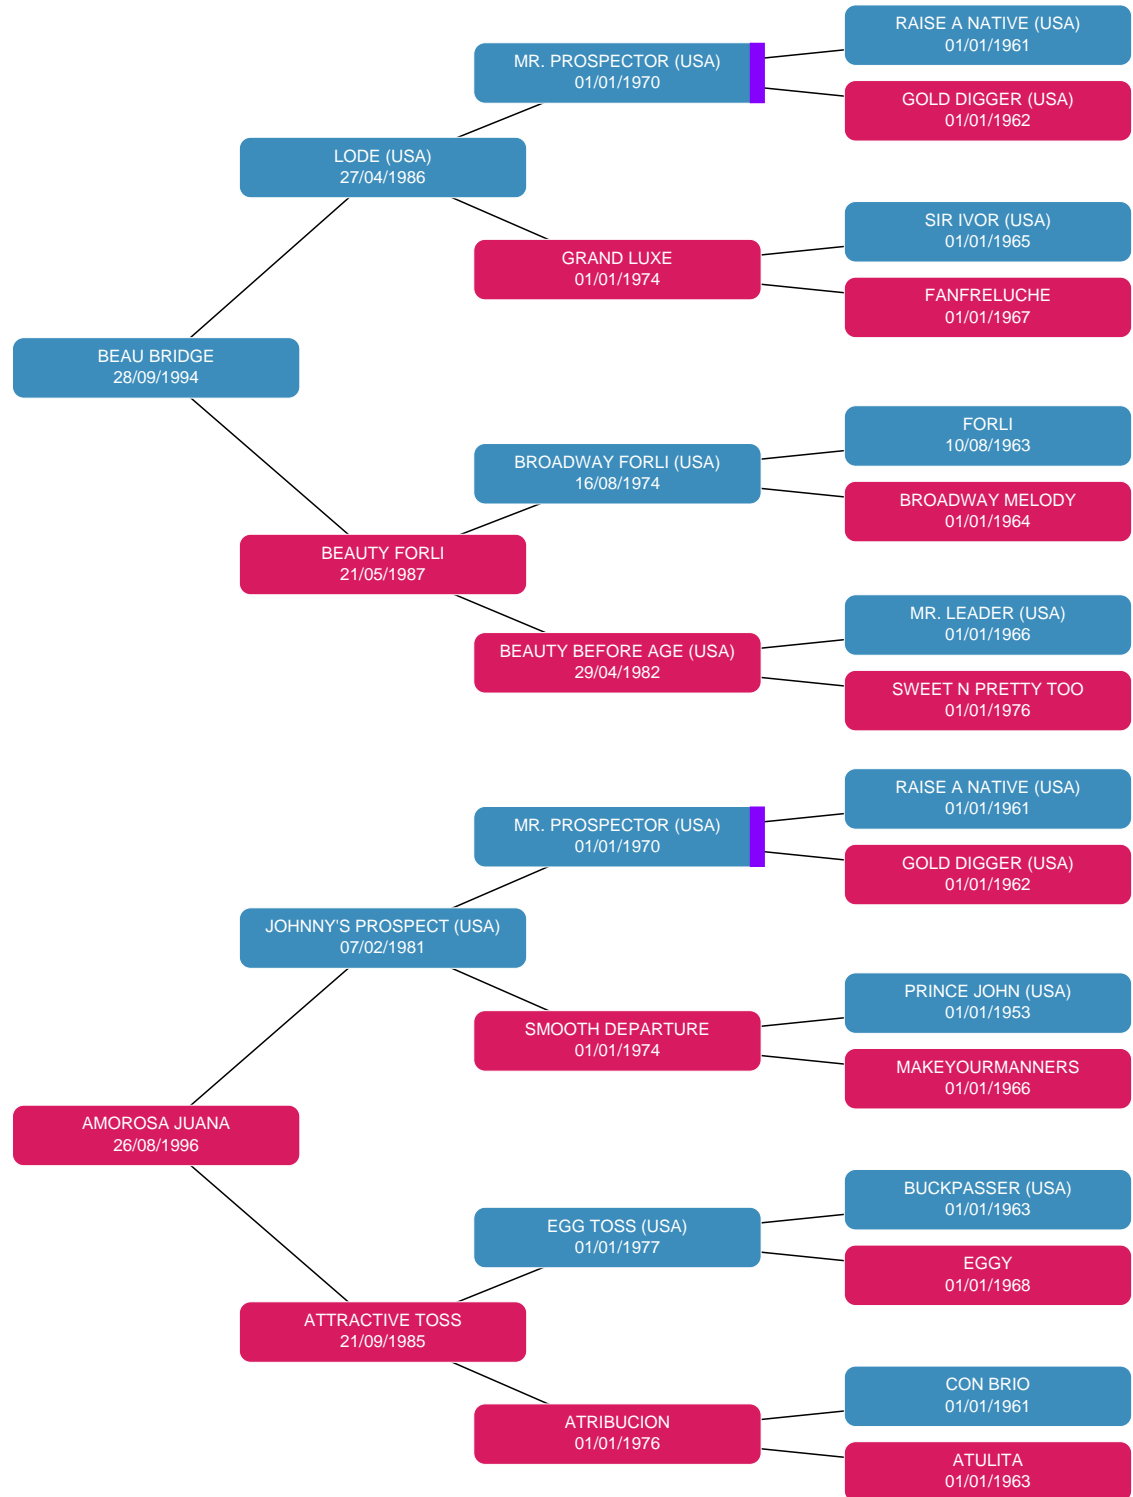 RAISE A NATIVE (USA)
01/01/1961
MR. PROSPECTOR (USA)
01/01/1970
GOLD DIGGER (USA)
01/01/1962
LODE (USA)
27/04/1986
SIR IVOR (USA)
01/01/1965
GRAND LUXE
01/01/1974
FANFRELUCHE
01/01/1967
BEAU BRIDGE
28/09/1994
FORLI
10/08/1963
BROADWAY FORLI (USA)
16/08/1974
BROADWAY MELODY
01/01/1964
BEAUTY FORLI
21/05/1987
MR. LEADER (USA)
01/01/1966
BEAUTY BEFORE AGE (USA)
29/04/1982
SWEET N PRETTY TOO
01/01/1976
RAISE A NATIVE (USA)
01/01/1961
MR. PROSPECTOR (USA)
01/01/1970
GOLD DIGGER (USA)
01/01/1962
JOHNNY'S PROSPECT (USA)
07/02/1981
PRINCE JOHN (USA)
01/01/1953
SMOOTH DEPARTURE
01/01/1974
MAKEYOURMANNERS
01/01/1966
AMOROSA JUANA
26/08/1996
BUCKPASSER (USA)
01/01/1963
EGG TOSS (USA)
01/01/1977
EGGY
01/01/1968
ATTRACTIVE TOSS
21/09/1985
CON BRIO
01/01/1961
ATRIBUCION
01/01/1976
ATULITA
01/01/1963